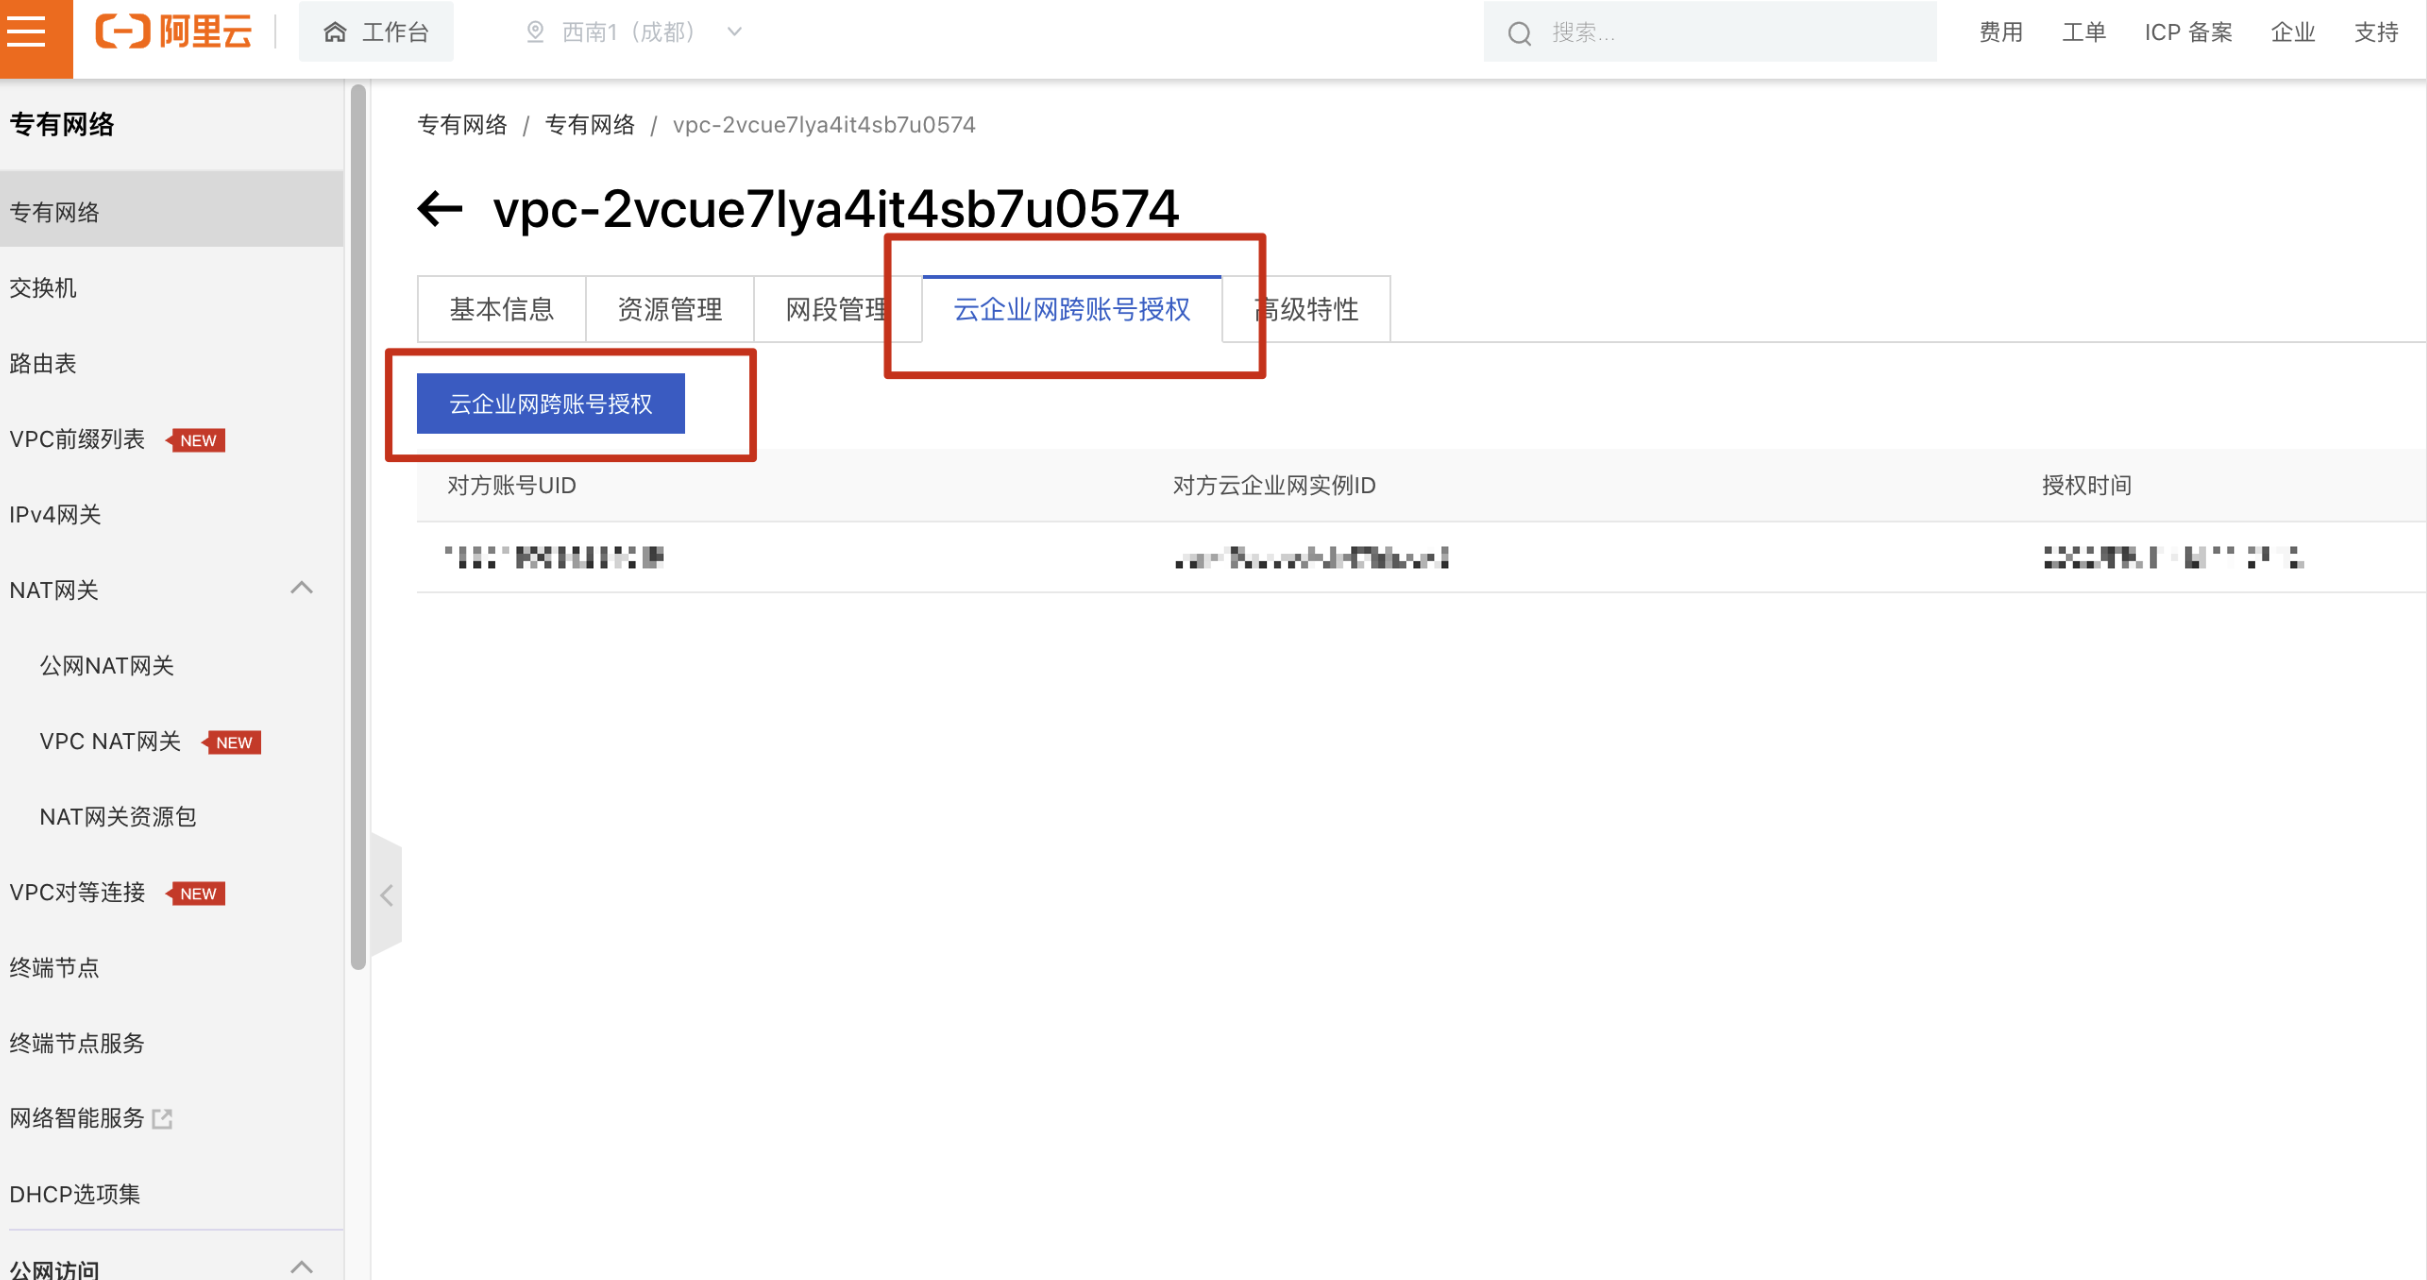 阿里云
工作台
西南1（成都）
搜索...
费用
工单
ICP 备案
企业
支持
专有网络
专有网络
交换机
路由表
VPC前缀列表 NEW
IPv4网关
NAT网关
公网NAT网关
VPC NAT网关 NEW
NAT网关资源包
VPC对等连接 NEW
终端节点
终端节点服务
网络智能服务
DHCP选项集
公网访问
专有网络 / 专有网络 / vpc-2vcue7lya4it4sb7u0574
vpc-2vcue7lya4it4sb7u0574
基本信息
资源管理
网段管理
云企业网跨账号授权
高级特性
云企业网跨账号授权
对方账号UID
对方云企业网实例ID
授权时间